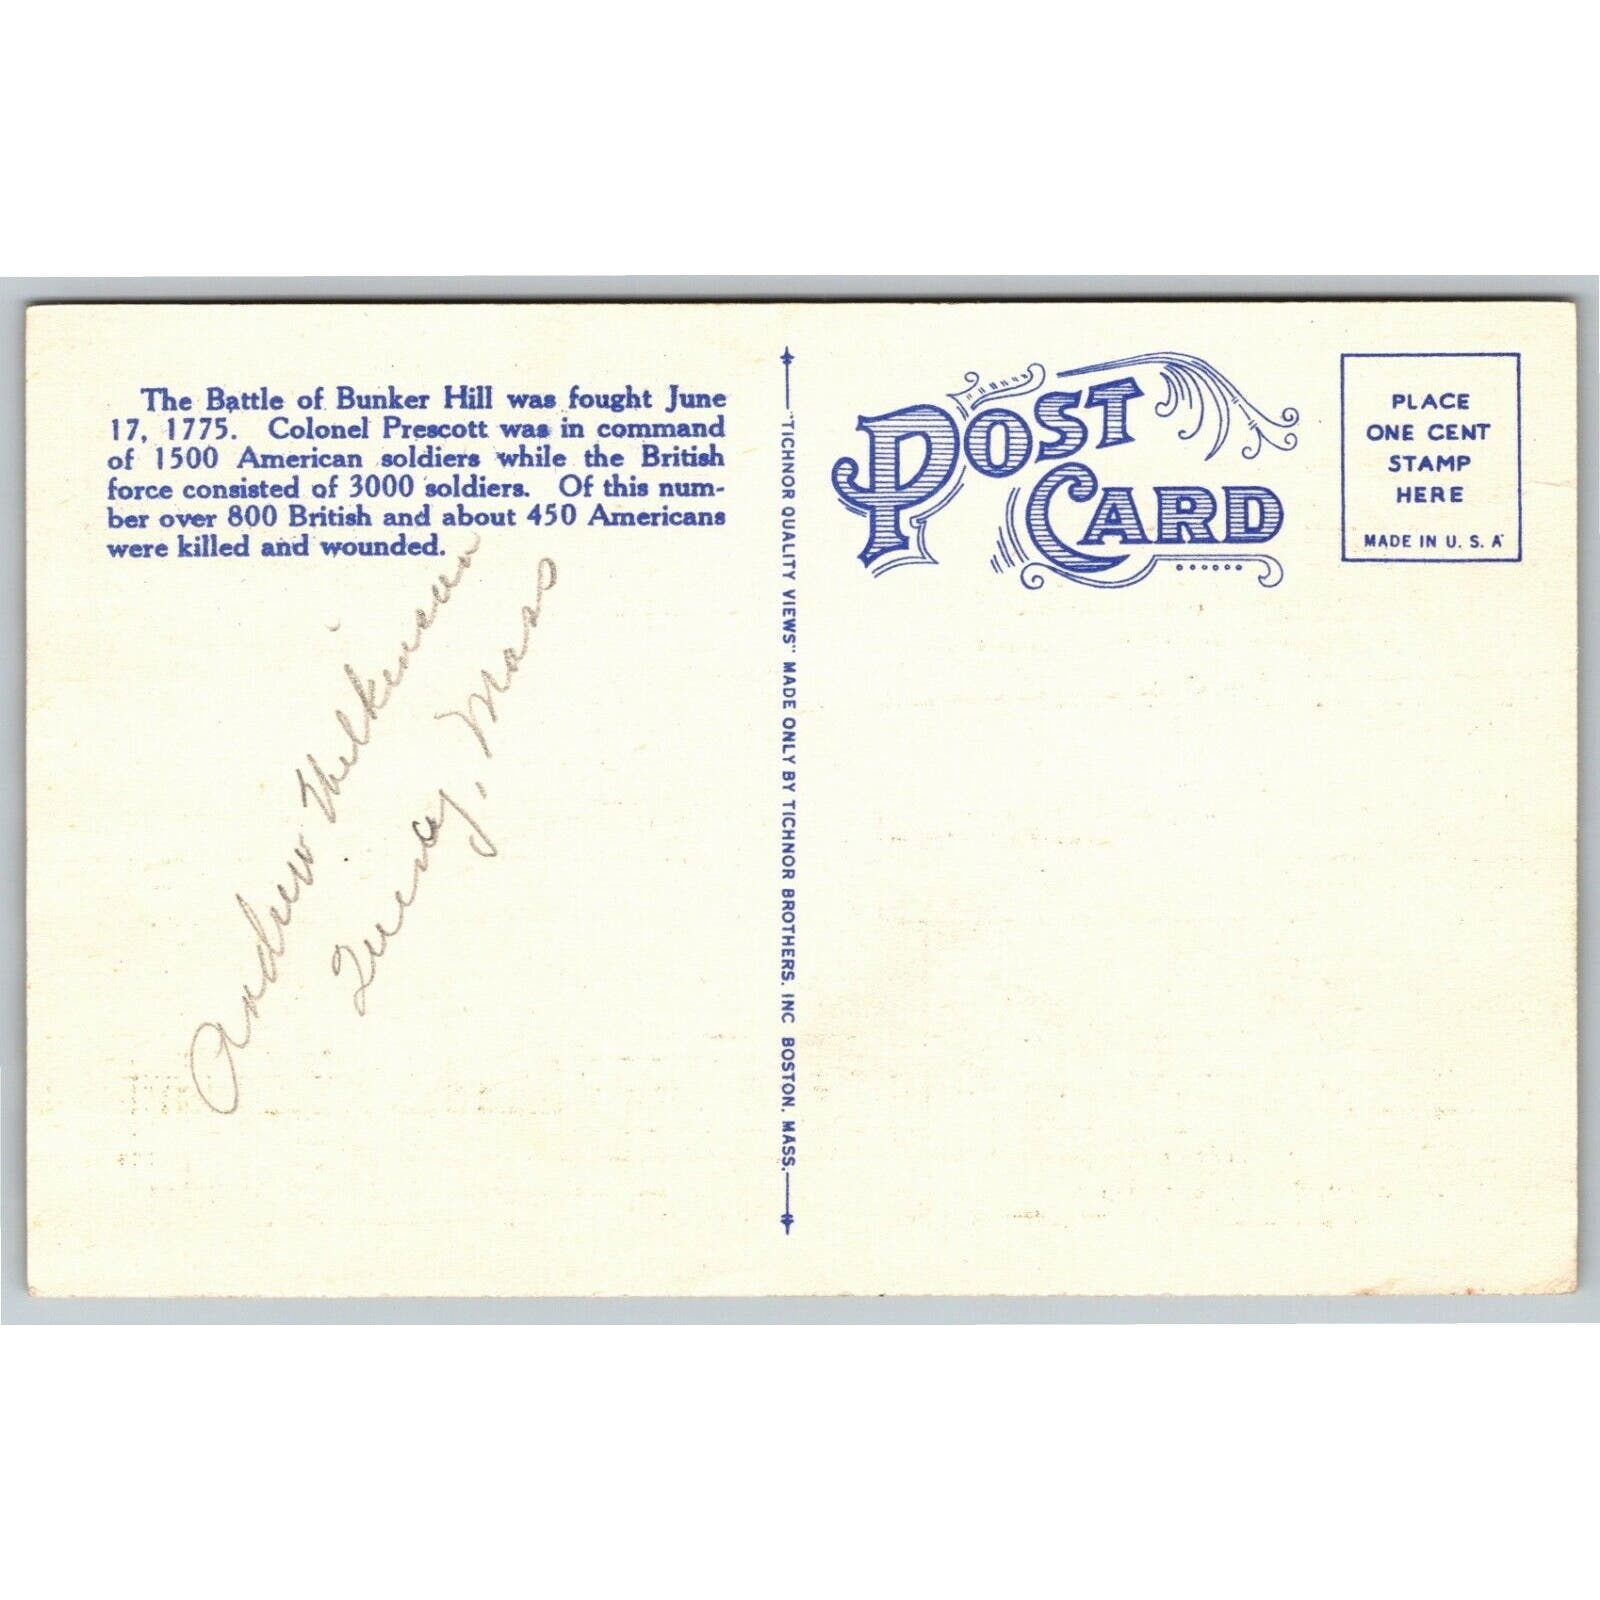 The Battle of Bunker Hill was fought June
17, 1775. Colonel Prescott was in command
of 1500 American soldiers while the British
force consisted of 3000 soldiers. Of this num-
ber over 800 British and about 450 Americans
were killed and wounded.
Andrew
Quincy, Mass
"TICHNOR QUALITY VIEWS" MADE ONLY BY TICHNOR BROTHERS, INC BOSTON, MASS.
POST
CARD
PLACE
ONE CENT
STAMP
HERE
MADE IN U. S. A